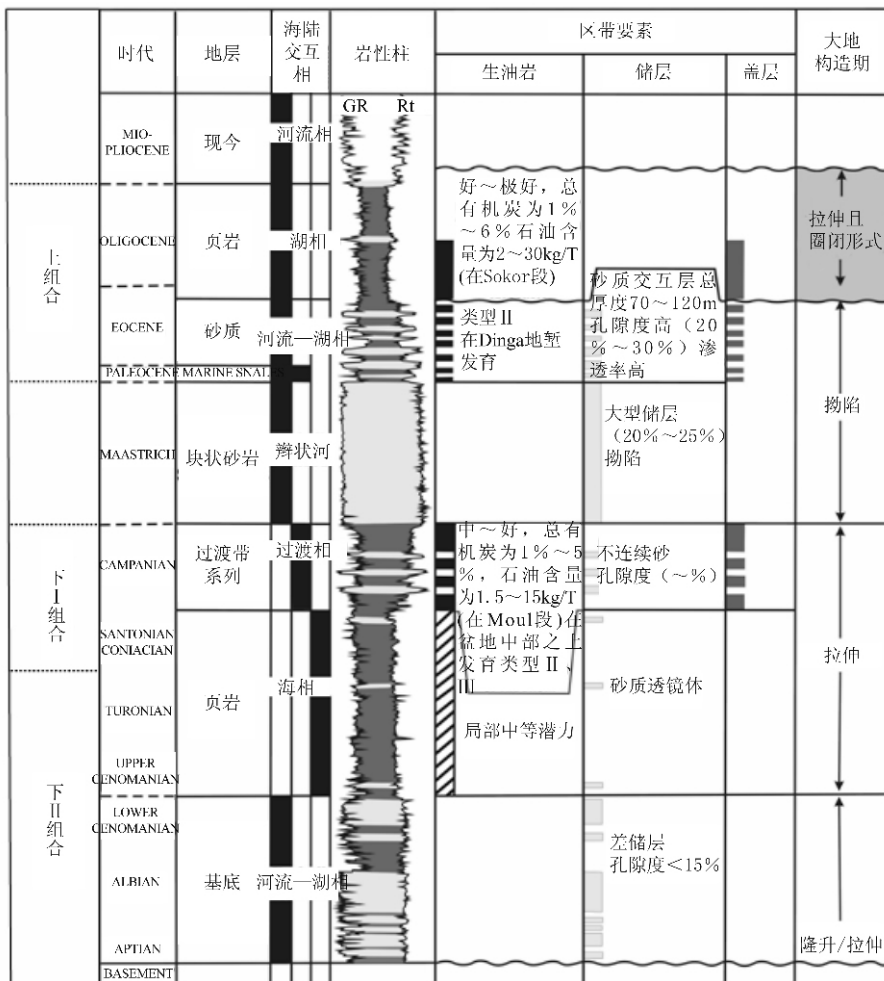 时代
地层
海陆
交互
相
岩性柱
区带要素
生油岩
储层
盖层
大地
构造期
GR
Rt
MIO-
PLIOCENE
现今
河流相
上
组
合
OLIGOCENE
页岩
湖相
好～极好，总
有机炭为1%
～6%石油含
量为2～30kg/T
(在Sokor段)
拉伸且
圈闭形式
EOCENE
砂质
河流—湖相
类型Ⅱ
在Dinga地堑
发育
砂质交互层总
厚度70～120m
孔隙度高（20
%～30%）渗
透率高
PALEOCENE
MARINE SNALES
拗陷
MAASTRICH
块状砂岩
辫状河
大型储层
（20%～25%）
拗陷
下
Ⅰ
组
合
CAMPANIAN
过渡带
系列
过渡相
中～好，总有
机炭为1%～5
%，石油含量
为1.5～15kg/T
(在Moul段)在
盆地中部之上
发育类型Ⅱ、
Ⅲ
不连续砂
孔隙度（～%）
SANTONIAN
CONIACIAN
拉伸
下
Ⅱ
组
合
TURONIAN
页岩
海相
局部中等潜力
砂质透镜体
UPPER
CENOMANIAN
LOWER
CENOMANIAN
差储层
孔隙度<15%
ALBIAN
基底
河流—湖相
APTIAN
隆升/拉伸
BASEMENT